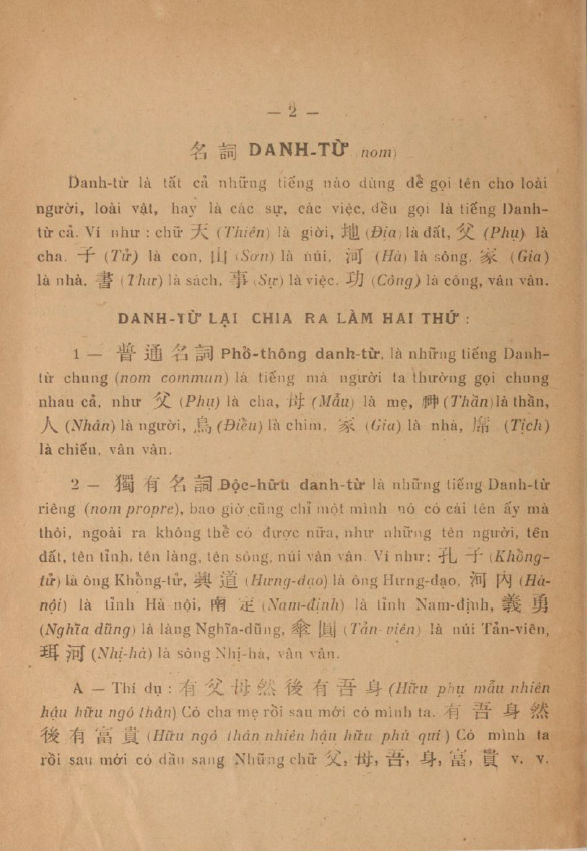 — 2 —
名 詞 DANH-TỪ (nom)
Danh-từ là tất cả những tiếng nào dùng để gọi tên cho loài
người, loài vật, hay là các sự, các việc, đều gọi là tiếng Danh-
từ cả. Ví như : chữ 天 (Thiên) là giời, 地 (Địa) là đất, 父 (Phụ) là
cha. 子 (Tử) là con, 山 (Sơn) là núi, 河 (Hà) là sông. 家 (Gia)
là nhà, 書 (Thư) là sách, 事 (Sự) là việc, 功 (Công) là công, vân vân.
DANH-TỪ LẠI CHIA RA LÀM HAI THỨ :
1 — 普 通 名 詞 Phổ-thông danh-từ, là những tiếng Danh-
từ chung (nom commun) là tiếng mà người ta thường gọi chung
nhau cả, như 父 (Phụ) là cha, 母 (Mẫu) là mẹ, 神 (Thần) là thần,
人 (Nhân) là người, 鳥 (Điểu) là chim, 家 (Gia) là nhà, 席 (Tịch)
là chiếu, vân vân.
2 — 獨 有 名 詞 Độc-hữu danh-từ là những tiếng Danh-từ
riêng (nom propre), bao giờ cũng chỉ một mình nó có cái tên ấy mà
thôi, ngoài ra không thể có được nữa, như những tên người, tên
đất, tên tỉnh, tên làng, tên sông, núi vân vân. Ví như: 孔 子 (Khổng-
tử) là ông Khổng-tử, 興 道 (Hưng-đạo) là ông Hưng-đạo, 河 內 (Hà-
nội) là tỉnh Hà nội, 南 定 (Nam-định) là tỉnh Nam-định, 義 勇
(Nghĩa dũng) là làng Nghĩa-dũng, 傘 圓 (Tản-viên) là núi Tản-viên,
珥 河 (Nhị-hà) là sông Nhị-hà, vân vân.
A — Thí dụ : 有 父 母 然 後 有 吾 身 (Hữu phụ mẫu nhiên
hậu hữu ngô thân) Có cha mẹ rồi sau mới có mình ta. 有 吾 身 然
後 有 富 貴 (Hữu ngô thân nhiên hậu hữu phú quí) Có mình ta
rồi sau mới có dầu sang Những chữ 父, 母, 吾, 身, 富, 貴 v. v.